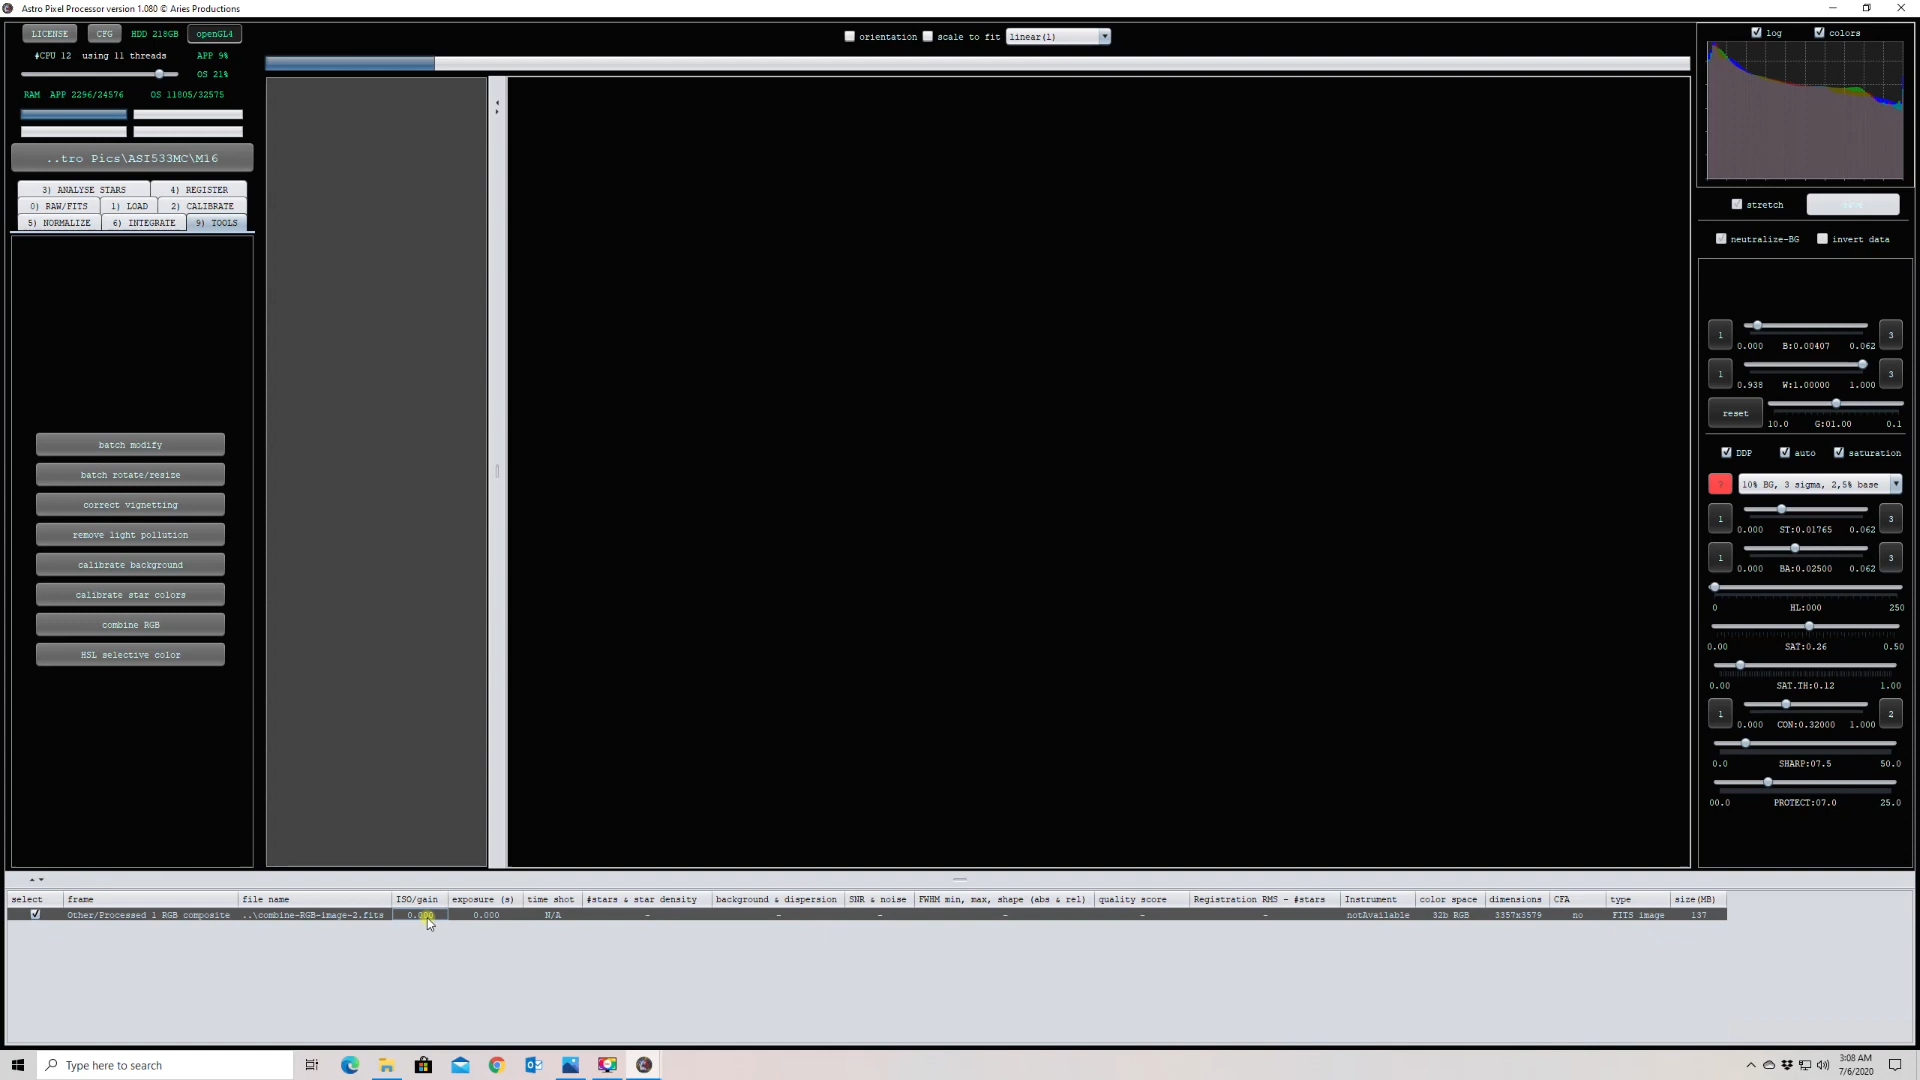 Astro Pixel Processor version 1.080 © Aries Productions
LICENSE CFG HDD 218GB openGL4
#CPU 12 using 11 threads APP 9%
OS 21%
RAM APP 2296/24576 OS 11805/32575
..tro Pics\ASI533MC\M16
3) ANALYSE STARS 4) REGISTER
0) RAW/FITS 1) LOAD 2) CALIBRATE
5) NORMALIZE 6) INTEGRATE 9) TOOLS
batch modify
batch rotate/resize
correct vignetting
remove light pollution
calibrate background
calibrate star colors
combine RGB
HSL selective color
orientation scale to fit linear(1)
log colors
stretch
neutralize-BG invert data
1 3
0.000 B:0.00407 0.062
1 3
0.938 W:1.00000 1.000
reset
10.0 G:01.00 0.1
DDP auto saturation
? 10% BG, 3 sigma, 2,5% base
1 3
0.000 ST:0.01765 0.062
1 3
0.000 BA:0.02500 0.062
0 HL:000 250
0.00 SAT:0.26 0.50
0.00 SAT.TH:0.12 1.00
1 2
0.000 CON:0.32000 1.000
0.0 SHARP:07.5 50.0
00.0 PROTECT:07.0 25.0
select frame file name ISO/gain exposure (s) time shot #stars & star density background & dispersion SNR & noise FWHM min, max, shape (abs & rel) quality score Registration RMS - #stars Instrument color space dimensions CFA type size(MB)
Other/Processed 1 RGB composite ..\combine-RGB-image-2.fits 0.000 0.000 N/A - - - - - - notAvailable 32b RGB 3357x3579 no FITS image 137
Type here to search
3:08 AM
7/6/2020